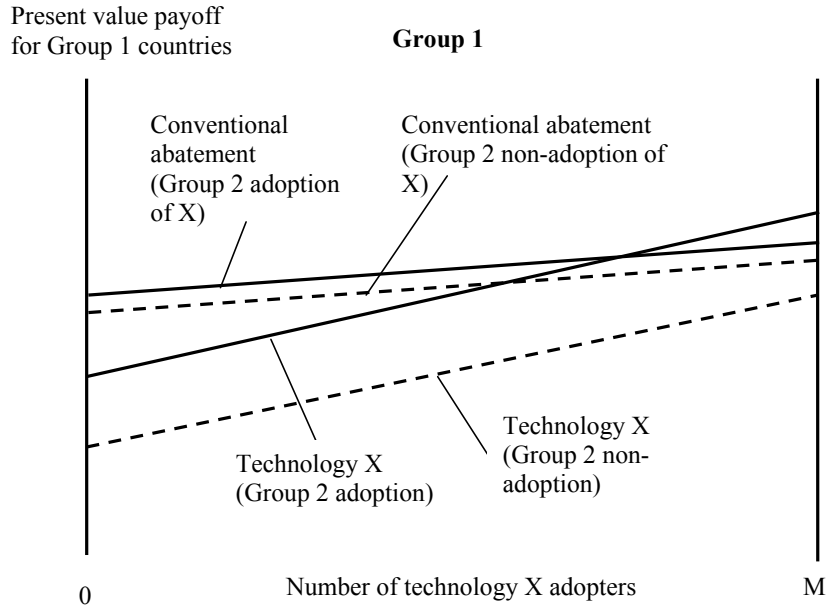 Present value payoff
for Group 1 countries
Group 1
Conventional
abatement
(Group 2 adoption
of X)
Conventional abatement
(Group 2 non-adoption of
X)
Technology X
(Group 2 adoption)
Technology X
(Group 2 non-
adoption)
0
Number of technology X adopters
M